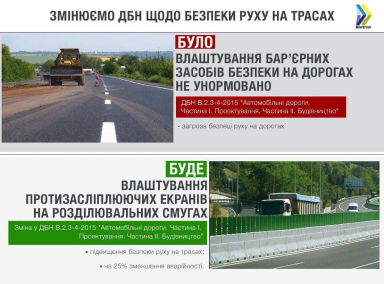 ЗМІНЮЄМО ДБН ЩОДО БЕЗПЕКИ РУХУ НА ТРАСАХ
БУЛО
ВЛАШТУВАННЯ БАР’ЄРНИХ
ЗАСОБІВ БЕЗПЕКИ НА ДОРОГАХ
НЕ УНОРМОВАНО
ДБН В.2.3-4-2015 "Автомобільні дороги.
Частина І. Проектування. Частина ІІ. Будівництво"
- загроза безпеці руху на дорогах
БУДЕ
ВЛАШТУВАННЯ
ПРОТИЗАСЛІПЛЮЮЧИХ ЕКРАНІВ
НА РОЗДІЛЮВАЛЬНИХ СМУГАХ
Зміна у ДБН В.2.3-4-2015 "Автомобільні дороги. Частина І.
Проектування. Частина ІІ. Будівництво"
• підвищення безпеки руху на трасах;
• на 25% зменшення аварійності.